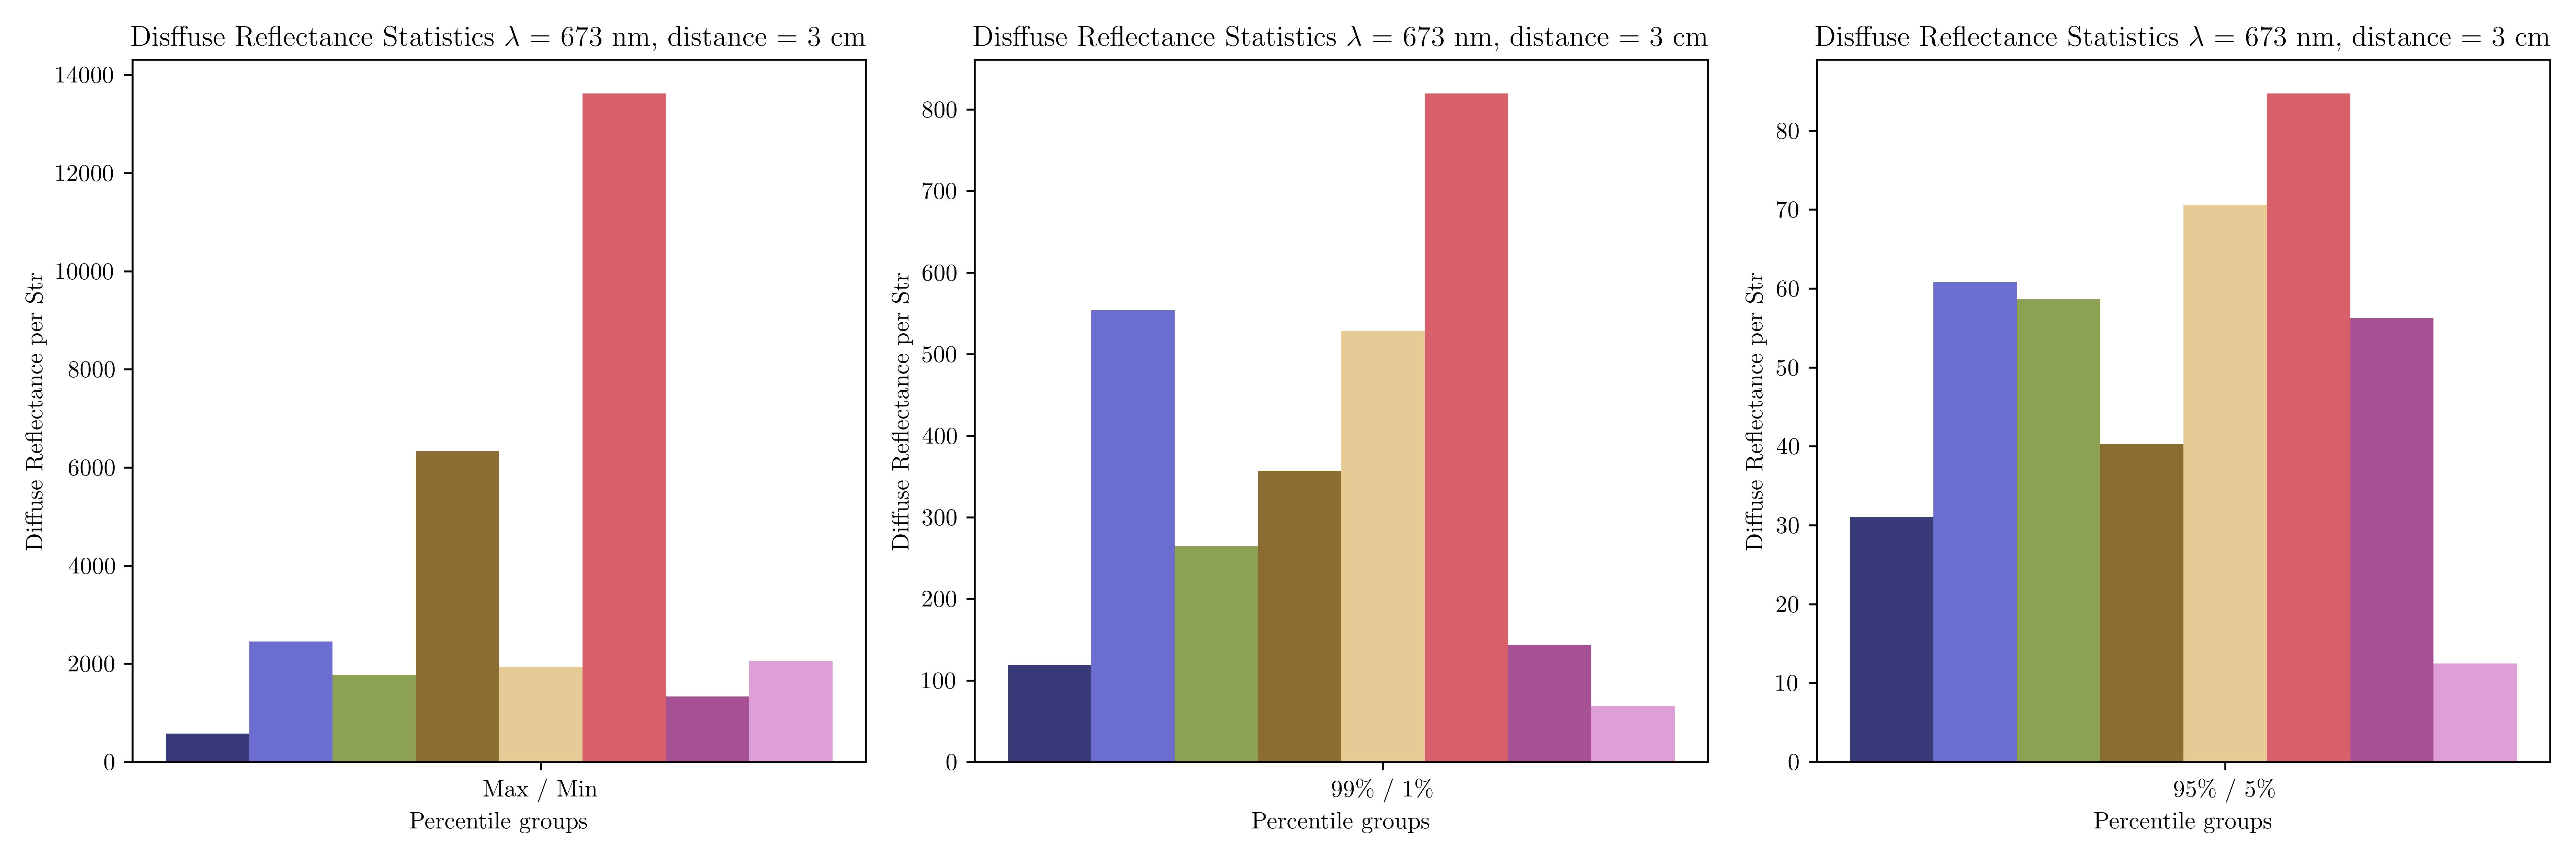 Disffuse Reflectance Statistics λ = 673 nm, distance = 3 cm
Diffuse Reflectance per Str
14000
12000
10000
8000
6000
4000
2000
0
Max / Min
Percentile groups
Disffuse Reflectance Statistics λ = 673 nm, distance = 3 cm
Diffuse Reflectance per Str
800
700
600
500
400
300
200
100
0
99% / 1%
Percentile groups
Disffuse Reflectance Statistics λ = 673 nm, distance = 3 cm
Diffuse Reflectance per Str
80
70
60
50
40
30
20
10
0
95% / 5%
Percentile groups